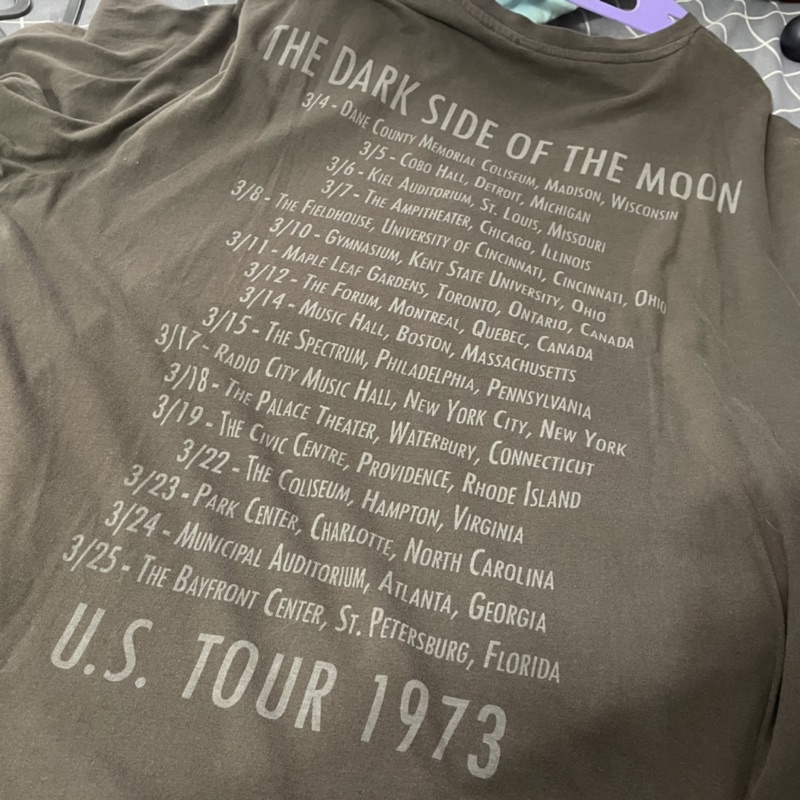 THE DARK SIDE OF THE MOON
3/4 - DANE COUNTY MEMORIAL COLISEUM, MADISON, WISCONSIN
3/5 - COBO HALL, DETROIT, MICHIGAN
3/6 - KIEL AUDITORIUM, ST. LOUIS, MISSOURI
3/7 - THE AMPITHEATER, CHICAGO, ILLINOIS
3/8 - THE FIELDHOUSE, UNIVERSITY OF CINCINNATI, CINCINNATI, OHIO
3/10 - GYMNASIUM, KENT STATE UNIVERSITY, OHIO
3/11 - MAPLE LEAF GARDENS, TORONTO, ONTARIO, CANADA
3/12 - THE FORUM, MONTREAL, QUEBEC, CANADA
3/14 - MUSIC HALL, BOSTON, MASSACHUSETTS
3/15 - THE SPECTRUM, PHILADELPHIA, PENNSYLVANIA
3/17 - RADIO CITY MUSIC HALL, NEW YORK CITY, NEW YORK
3/18 - THE PALACE THEATER, WATERBURY, CONNECTICUT
3/19 - THE CIVIC CENTRE, PROVIDENCE, RHODE ISLAND
3/22 - THE COLISEUM, HAMPTON, VIRGINIA
3/23 - PARK CENTER, CHARLOTTE, NORTH CAROLINA
3/24 - MUNICIPAL AUDITORIUM, ATLANTA, GEORGIA
3/25 - THE BAYFRONT CENTER, ST. PETERSBURG, FLORIDA
U.S. TOUR 1973